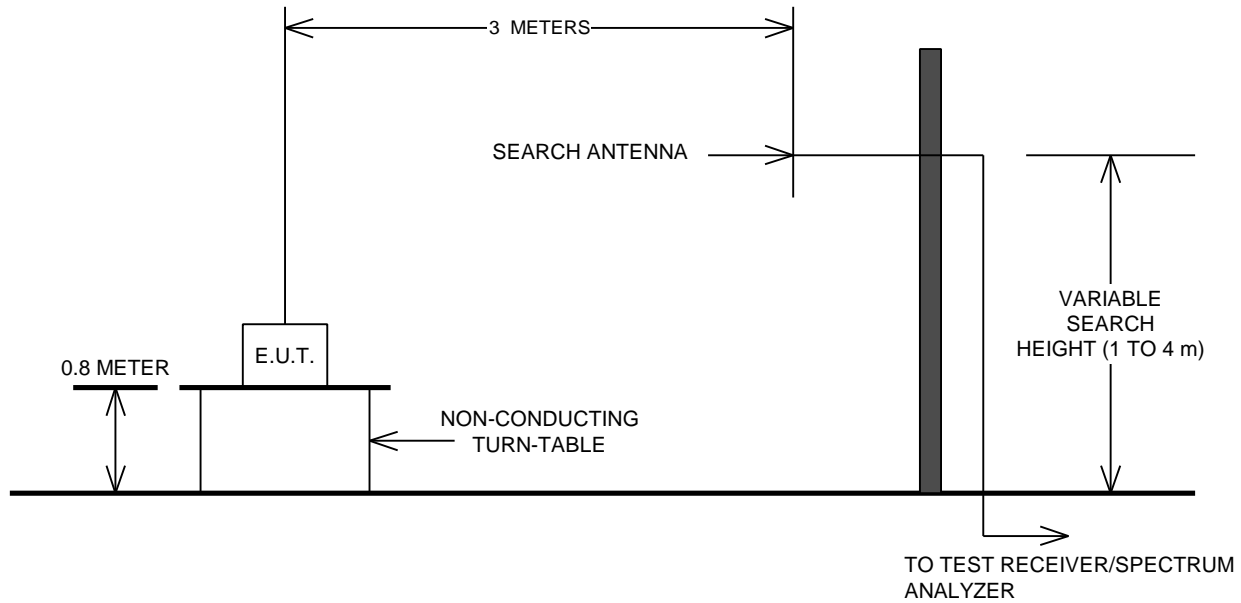 3 METERS
SEARCH ANTENNA
VARIABLE
SEARCH
HEIGHT (1 TO 4 m)
E.U.T.
0.8 METER
NON-CONDUCTING
TURN-TABLE
TO TEST RECEIVER/SPECTRUM
ANALYZER